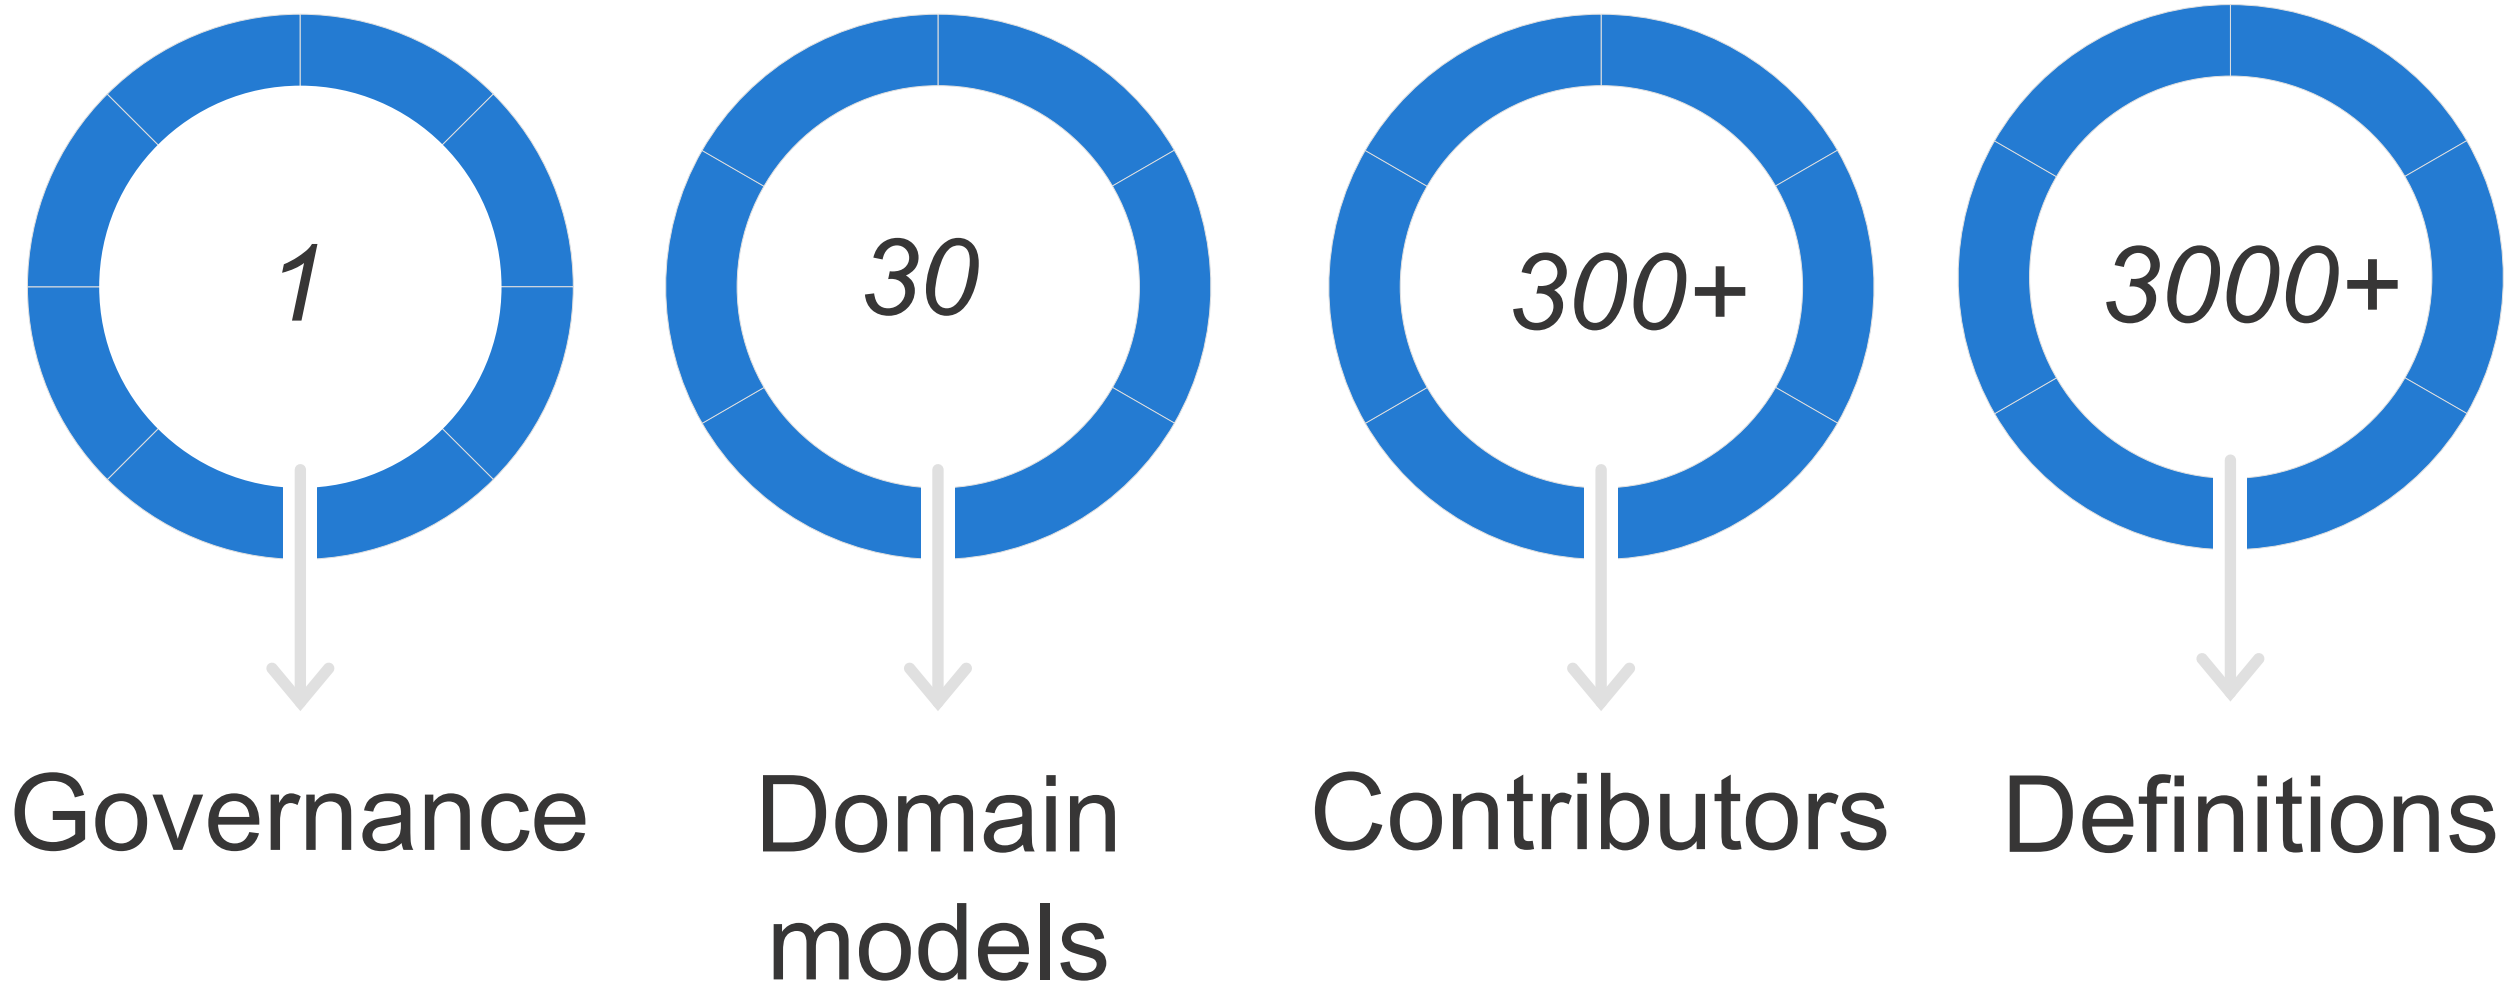 1
30
300+
3000+
Governance
Domain
models
Contributors
Definitions